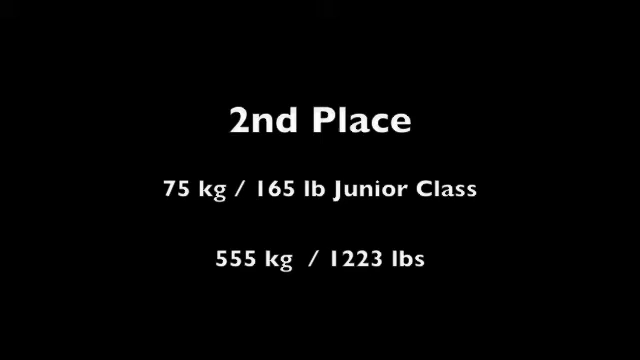 2nd Place
75 kg / 165 lb Junior Class
555 kg / 1223 lbs